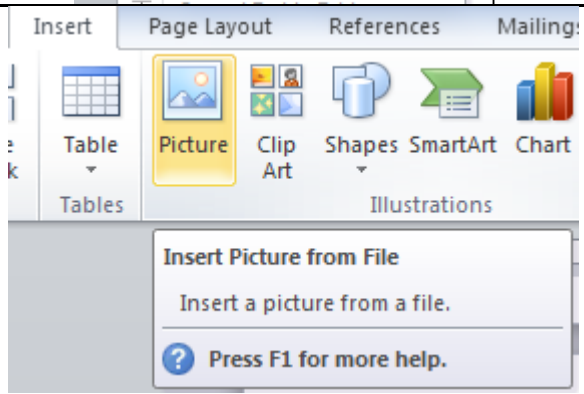 Insert Page Layout References Mailings
Table Picture Clip Art Shapes SmartArt Chart
Tables Illustrations
Insert Picture from File
Insert a picture from a file.
Press F1 for more help.